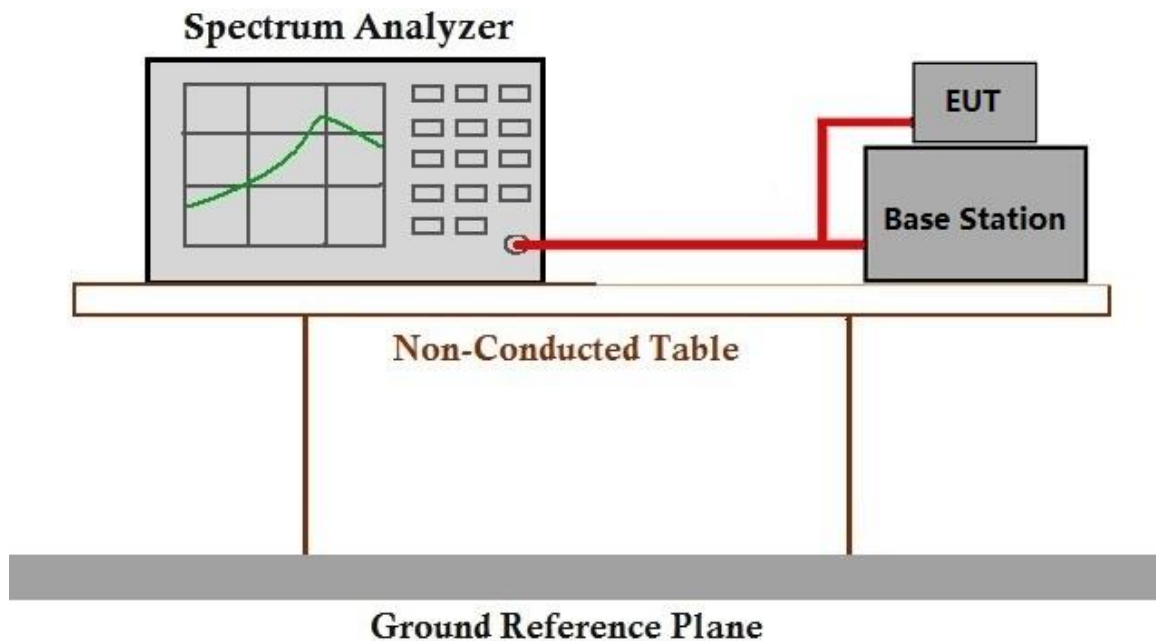 Spectrum Analyzer
EUT
Base Station
Non-Conducted Table
Ground Reference Plane